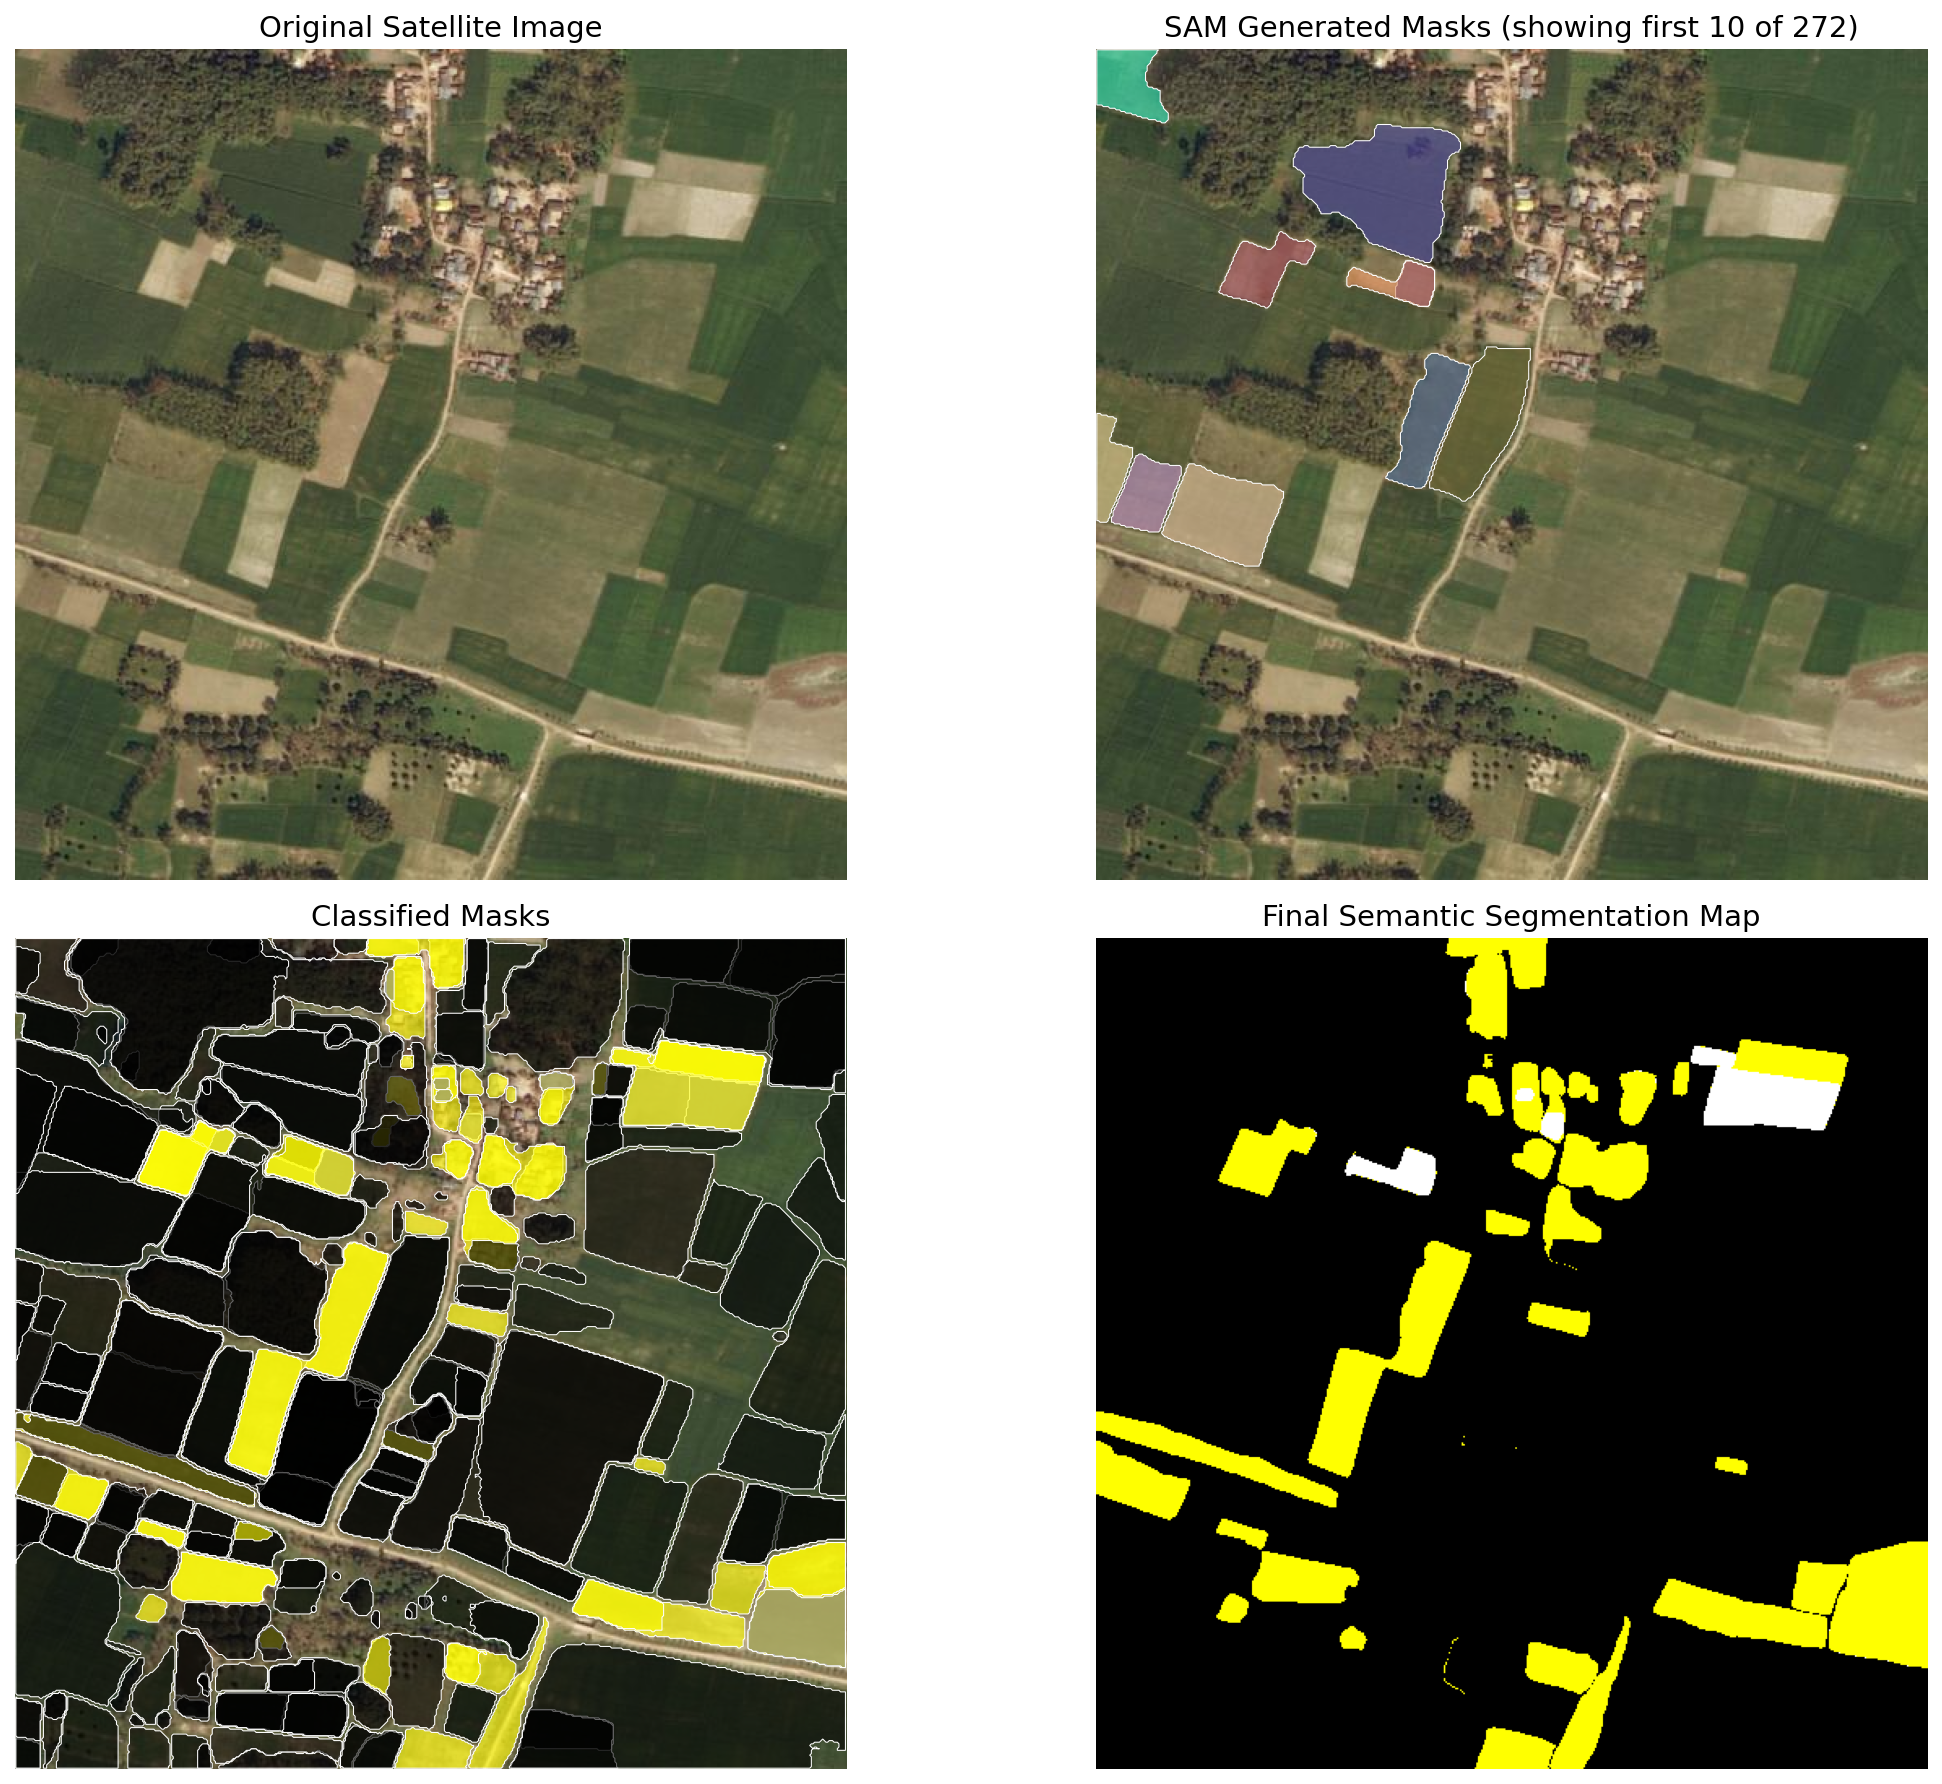 Original Satellite Image
SAM Generated Masks (showing first 10 of 272)
Classified Masks
Final Semantic Segmentation Map